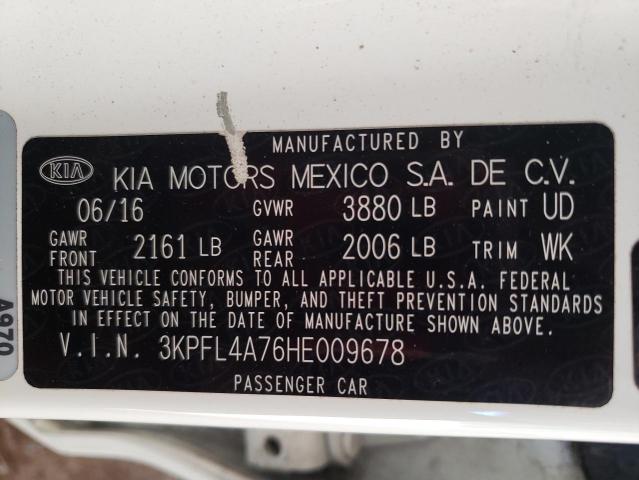 MANUFACTURED BY
KIA KIA MOTORS MEXICO S.A. DE C.V.
06/16 GVWR 3880 LB PAINT UD
GAWR FRONT 2161 LB GAWR REAR 2006 LB TRIM WK
THIS VEHICLE CONFORMS TO ALL APPLICABLE U.S.A. FEDERAL
MOTOR VEHICLE SAFETY, BUMPER, AND THEFT PREVENTION STANDARDS
IN EFFECT ON THE DATE OF MANUFACTURE SHOWN ABOVE.
V.I.N. 3KPFL4A76HE009678
PASSENGER CAR
A970